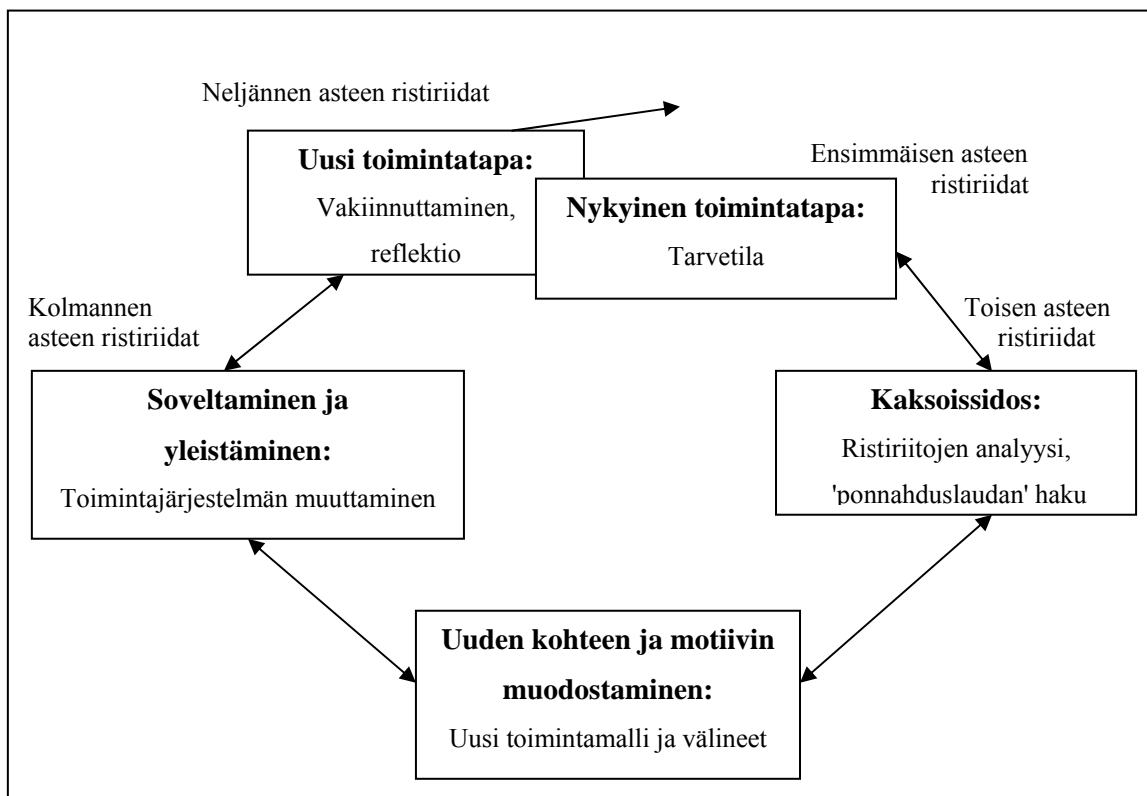 Neljännen asteen ristiriidat
Uusi toimintatapa:
Vakiinnuttaminen,
reflektio
Ensimmäisen asteen
ristiriidat
Nykyinen toimintatapa:
Tarvetila
Kolmannen
asteen ristiriidat
Toisen asteen
ristiriidat
Soveltaminen ja
yleistäminen:
Toimintajärjestelmän muuttaminen
Kaksoissidos:
Ristiriitojen analyysi,
'ponnahduslaudan' haku
Uuden kohteen ja motiivin
muodostaminen:
Uusi toimintamalli ja välineet